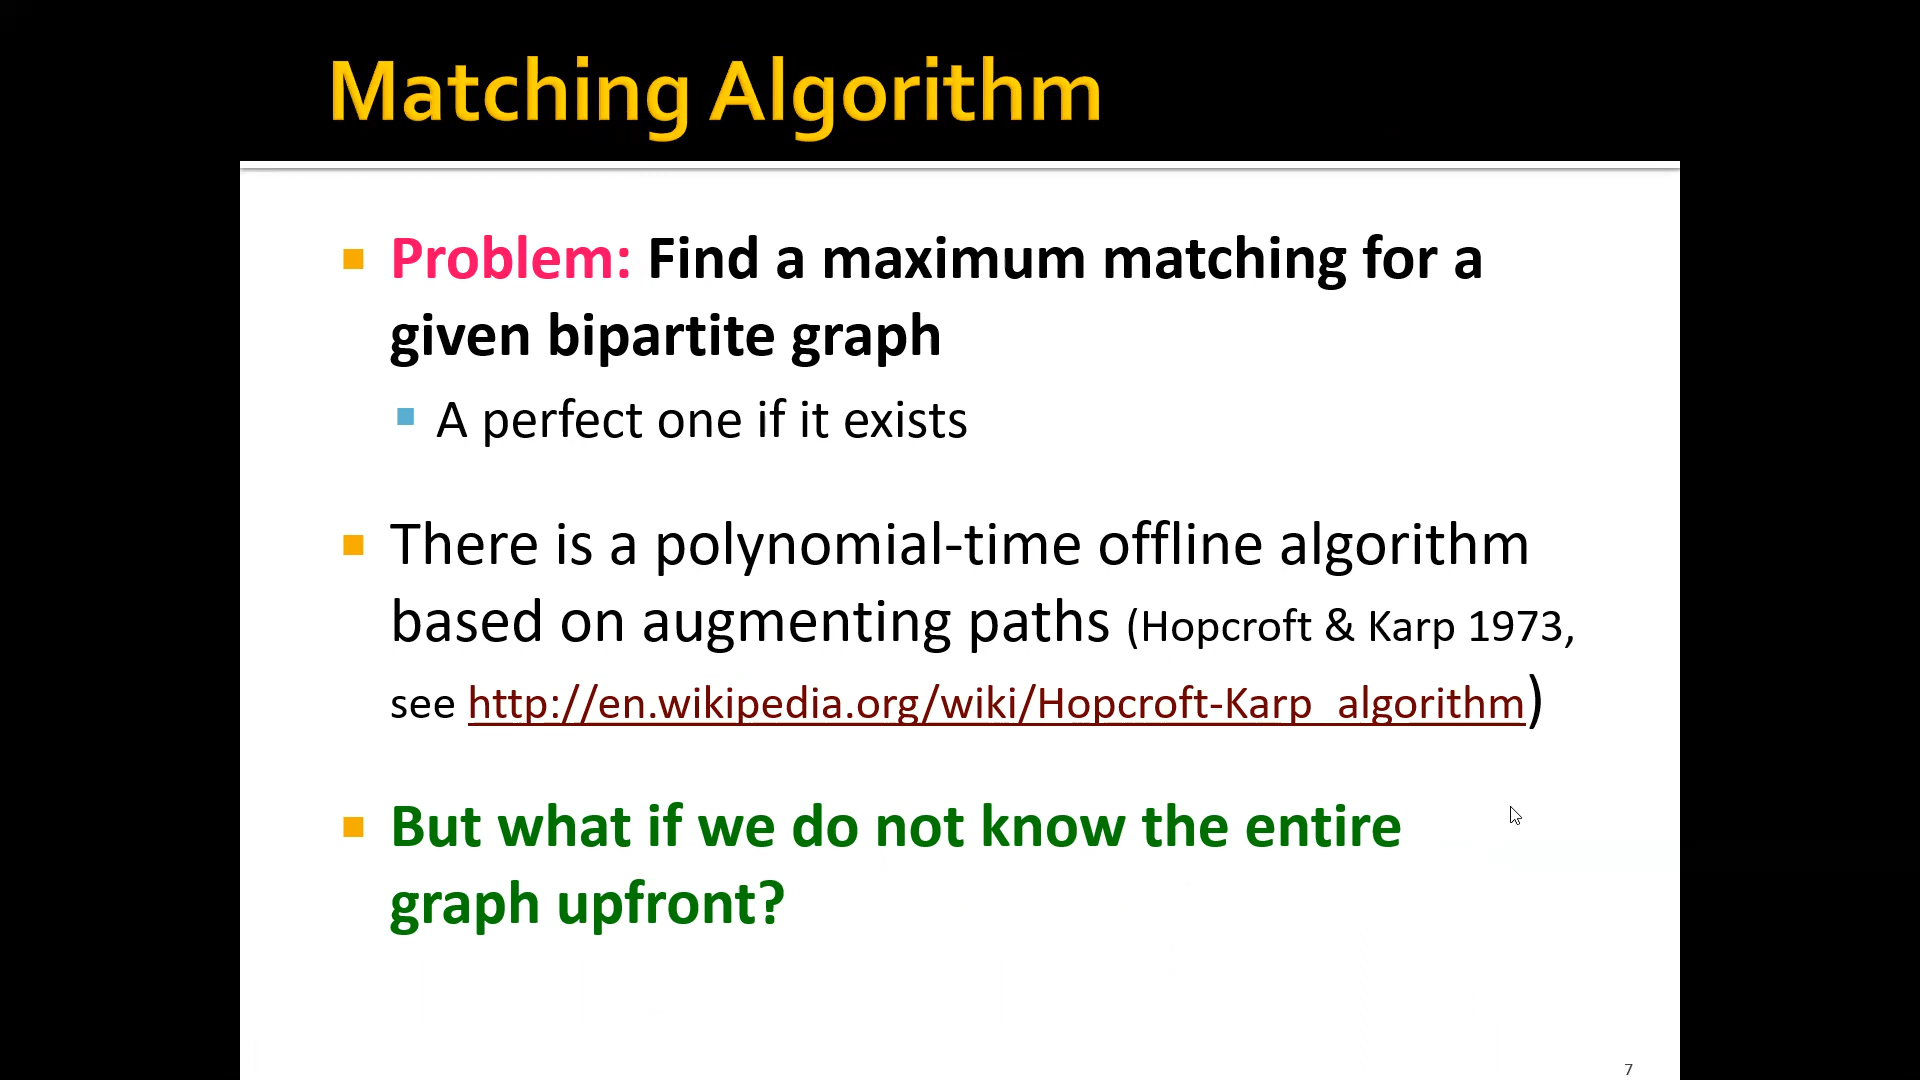 Matching Algorithm
Problem: Find a maximum matching for a
given bipartite graph
A perfect one if it exists
There is a polynomial-time offline algorithm
based on augmenting paths (Hopcroft & Karp 1973,
see http://en.wikipedia.org/wiki/Hopcroft-Karp_algorithm)
But what if we do not know the entire
graph upfront?
7